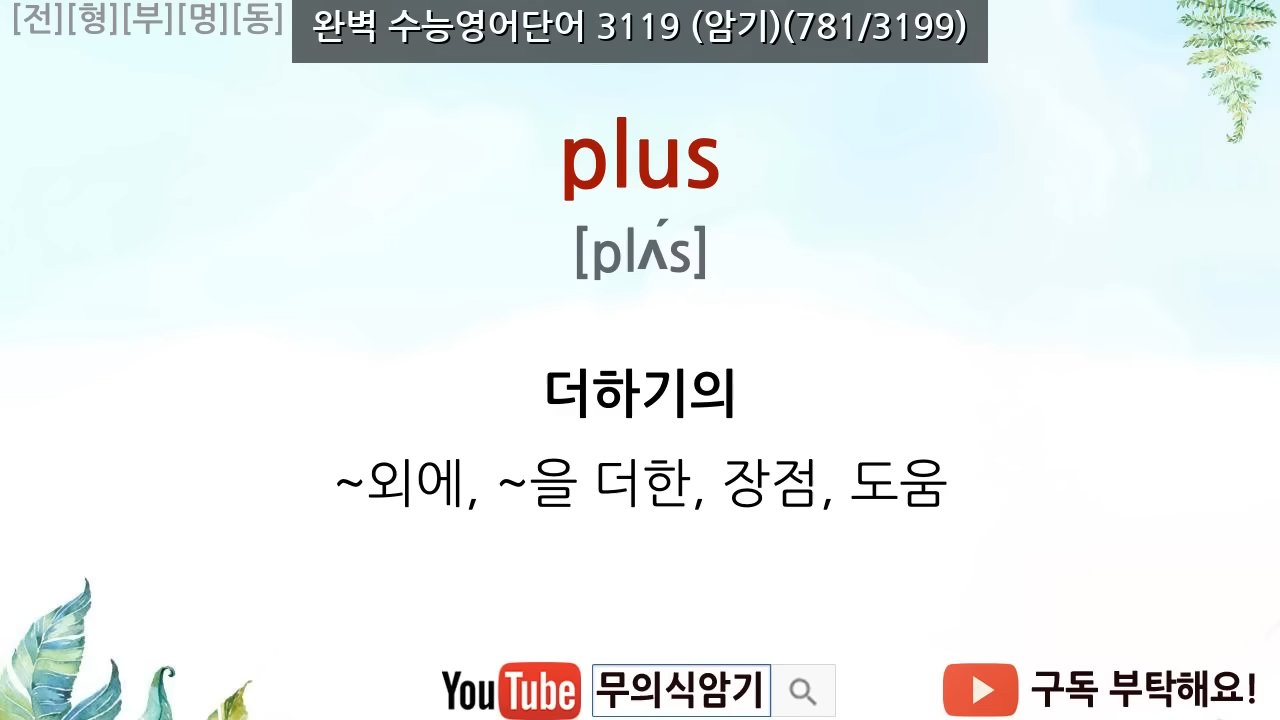 [전][형][부][명][동]
완벽 수능영어단어 3119 (암기)(781/3199)
plus
[plʌ́s]
더하기의
~외에, ~을 더한, 장점, 도움
YouTube 무의식암기
구독 부탁해요!